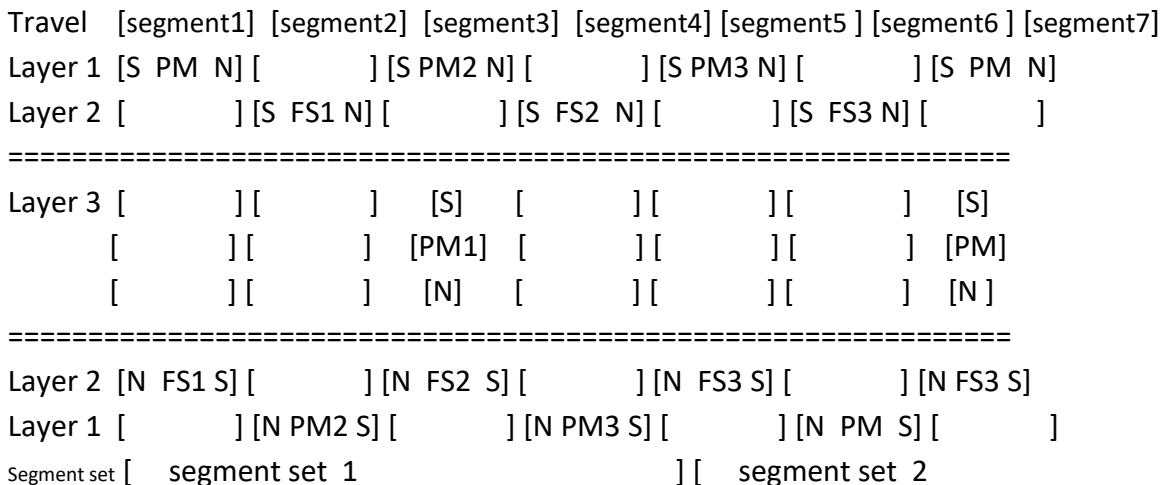 Travel [segment1] [segment2] [segment3] [segment4] [segment5 ] [segment6 ] [segment7]
Layer 1 [S PM N] [ ] [S PM2 N] [ ] [S PM3 N] [ ] [S PM N]
Layer 2 [ ] [S FS1 N] [ ] [S FS2 N] [ ] [S FS3 N] [ ]
===============================================================
Layer 3 [ ] [ ] [S] [ ] [ ] [ ] [S]
[ ] [ ] [PM1] [ ] [ ] [ ] [PM]
[ ] [ ] [N] [ ] [ ] [ ] [N ]
===============================================================
Layer 2 [N FS1 S] [ ] [N FS2 S] [ ] [N FS3 S] [ ] [N FS3 S]
Layer 1 [ ] [N PM2 S] [ ] [N PM3 S] [ ] [N PM S] [ ]
Segment set [ segment set 1 ] [ segment set 2